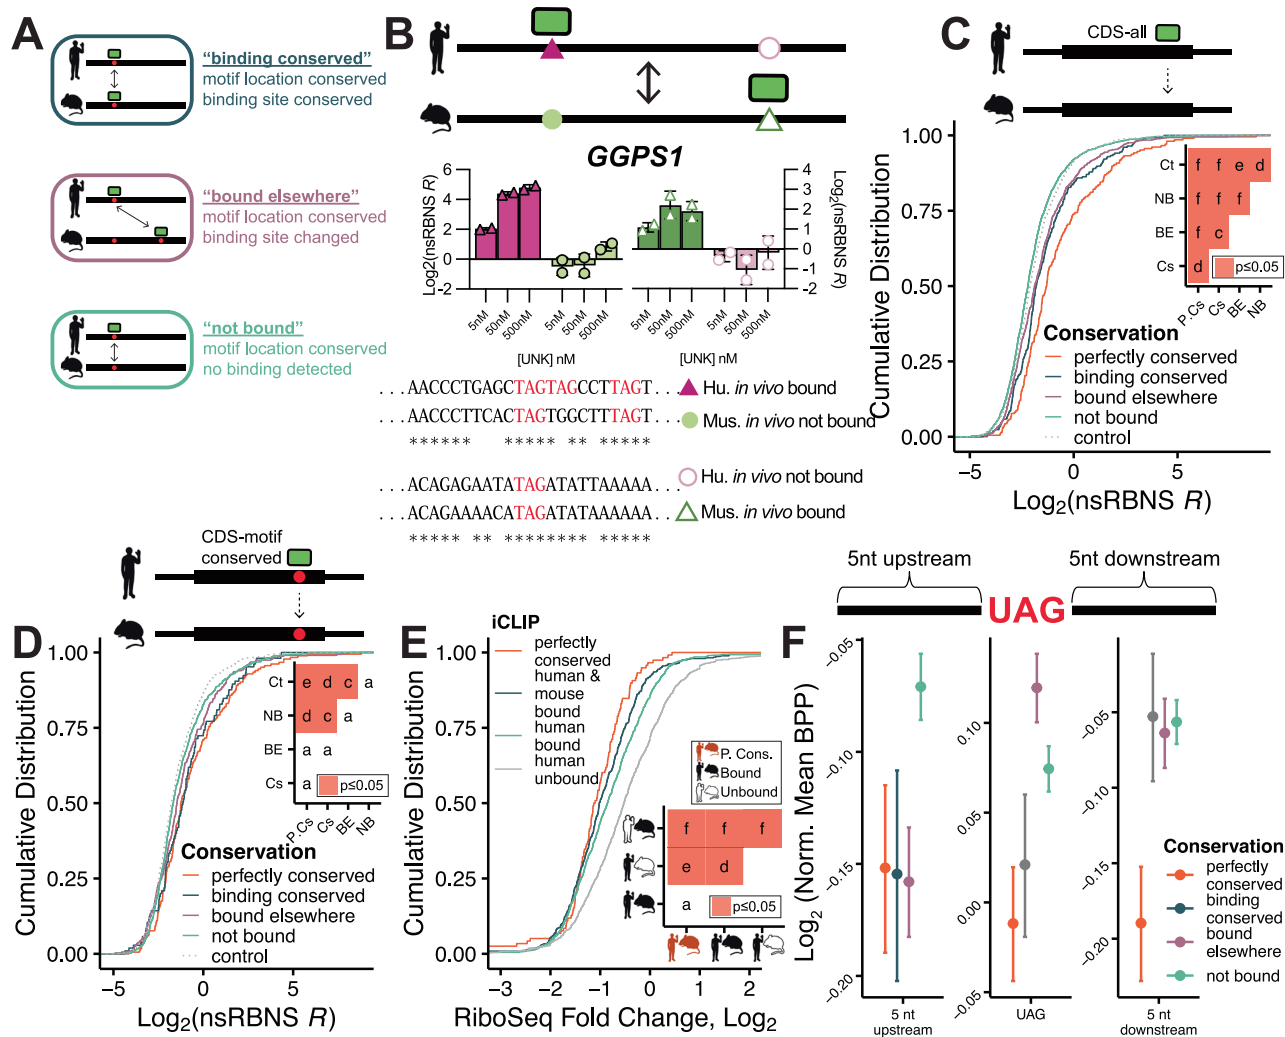 A
“binding conserved”
motif location conserved
binding site conserved
“bound elsewhere”
motif location conserved
binding site changed
“not bound”
motif location conserved
no binding detected
B
GGPS1
Log2(nsRBNS R)
6
4
2
0
-2
5nM
50nM
500nM
5nM
50nM
500nM
[UNK] nM
Log2(nsRBNS R)
4
3
2
1
0
-1
-2
5nM
50nM
500nM
5nM
50nM
500nM
[UNK] nM
...AACCCTGAGCTAGTAGCCTTAGT...
Hu. in vivo bound
...AACCCTTCACTAGTGGCTTTAGT...
Mus. in vivo not bound
****** ***** ** *****
...ACAGAGAATATAGATATTAAAAA...
Hu. in vivo not bound
...ACAGAAAACATAGATATAAAAAA...
Mus. in vivo bound
***** ** ******** ******
C
CDS-all
Cumulative Distribution
1.00
0.75
0.50
0.25
0.00
-5
0
5
Log2(nsRBNS R)
Ct f f e d
NB f f f
BE f c
Cs d
p≤0.05
P.Cs Cs BE NB
Conservation
perfectly conserved
binding conserved
bound elsewhere
not bound
control
D
CDS-motif
conserved
Cumulative Distribution
1.00
0.75
0.50
0.25
0.00
-5
0
5
Log2(nsRBNS R)
Ct e d c a
NB d c a
BE a a
Cs a
p≤0.05
P.Cs Cs BE NB
Conservation
perfectly conserved
binding conserved
bound elsewhere
not bound
control
E
iCLIP
perfectly
conserved
human &
mouse
bound
human
bound
human
unbound
Cumulative Distribution
1.00
0.75
0.50
0.25
0.00
-3
-2
-1
0
1
2
RiboSeq Fold Change, Log2
P. Cons.
Bound
Unbound
f f f
e d
a
p≤0.05
F
5nt upstream
UAG
5nt downstream
Log2 (Norm. Mean BPP)
-0.05
-0.10
-0.15
-0.20
5 nt
upstream
0.10
0.05
0.00
-0.05
UAG
-0.05
-0.10
-0.15
-0.20
5 nt
downstream
Conservation
perfectly
conserved
binding
conserved
bound
elsewhere
not bound